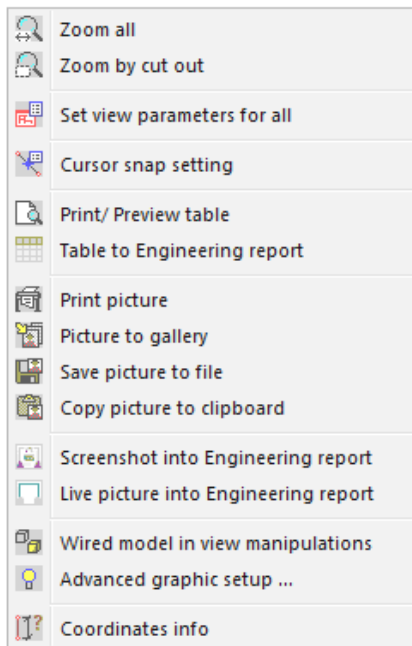 Zoom all
Zoom by cut out
Set view parameters for all
Cursor snap setting
Print/ Preview table
Table to Engineering report
Print picture
Picture to gallery
Save picture to file
Copy picture to clipboard
Screenshot into Engineering report
Live picture into Engineering report
Wired model in view manipulations
Advanced graphic setup ...
Coordinates info